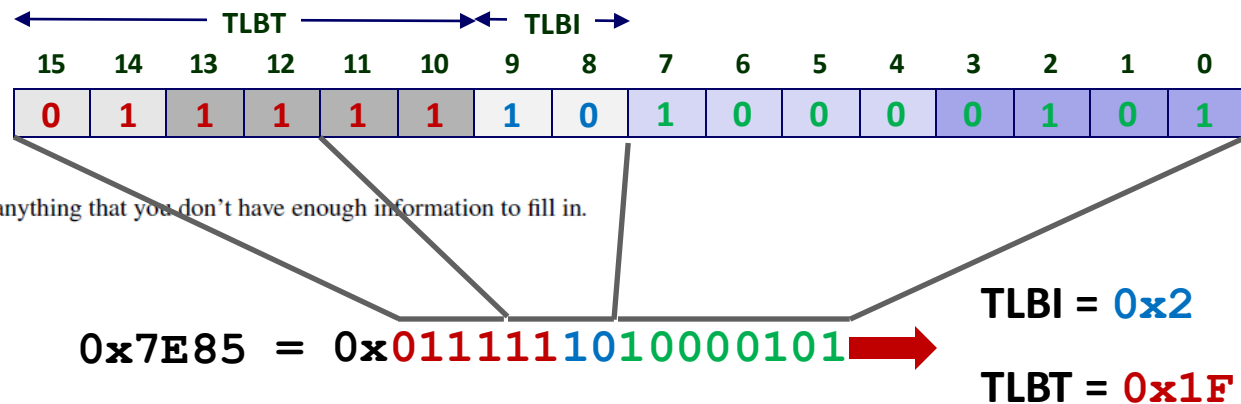 TLBT TLBI
15 14 13 12 11 10 9 8 7 6 5 4 3 2 1 0
0 1 1 1 1 1 1 0 1 0 0 0 0 1 0 1
anything that you don't have enough information to fill in.
TLBI = 0x2
0x7E85 = 0x0111111010000101
TLBT = 0x1F